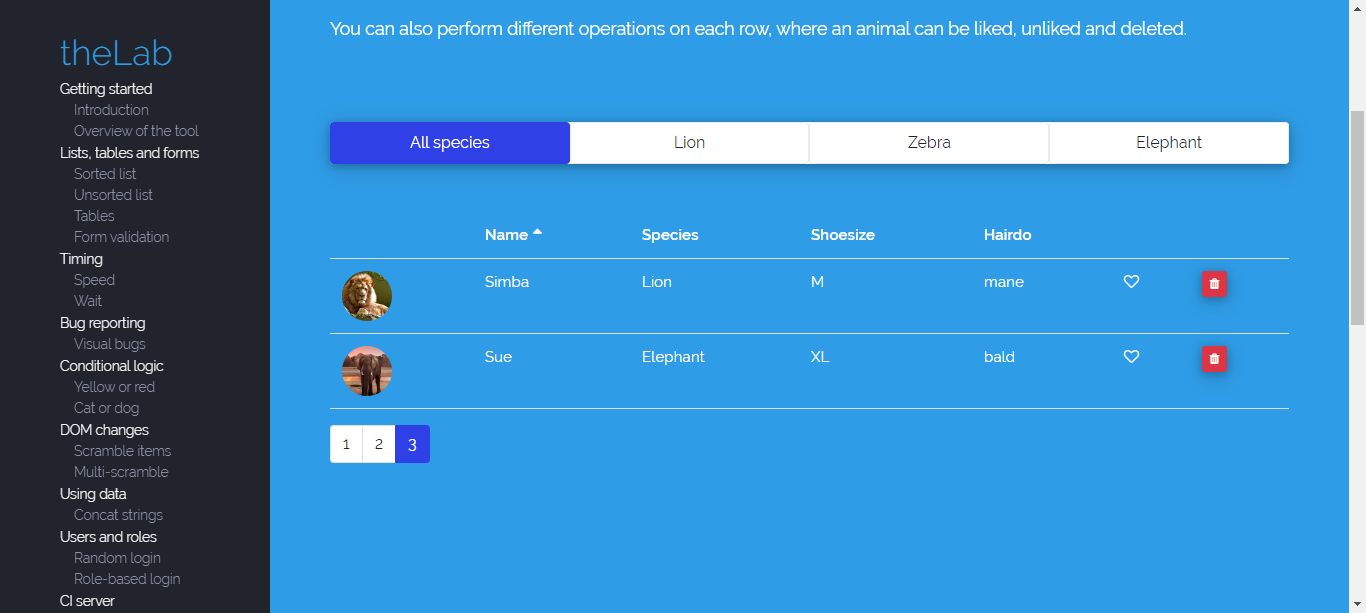 theLab
Getting started
Introduction
Overview of the tool
Lists, tables and forms
Sorted list
Unsorted list
Tables
Form validation
Timing
Speed
Wait
Bug reporting
Visual bugs
Conditional logic
Yellow or red
Cat or dog
DOM changes
Scramble items
Multi-scramble
Using data
Concat strings
Users and roles
Random login
Role-based login
CI server
You can also perform different operations on each row, where an animal can be liked, unliked and deleted.
All species Lion Zebra Elephant
Name Species Shoesize Hairdo
Simba Lion M mane
Sue Elephant XL bald
1 2 3